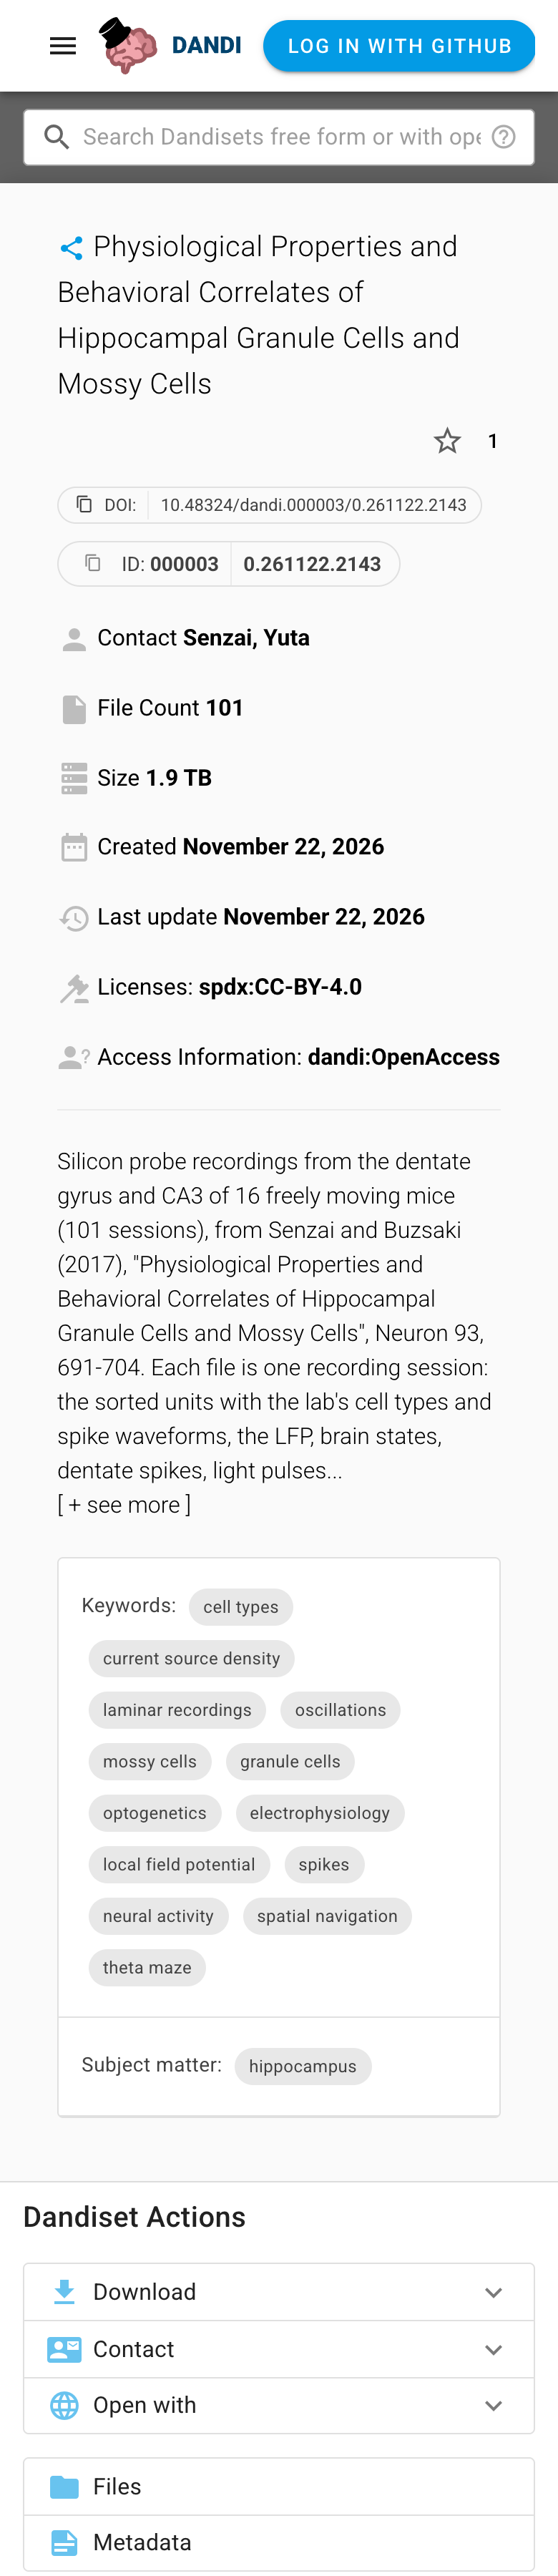 DANDI
LOG IN WITH GITHUB
Search Dandisets free form or with ope
Physiological Properties and
Behavioral Correlates of
Hippocampal Granule Cells and
Mossy Cells
1
DOI: 10.48324/dandi.000003/0.261122.2143
ID: 000003 0.261122.2143
Contact Senzai, Yuta
File Count 101
Size 1.9 TB
Created November 22, 2026
Last update November 22, 2026
Licenses: spdx:CC-BY-4.0
Access Information: dandi:OpenAccess
Silicon probe recordings from the dentate
gyrus and CA3 of 16 freely moving mice
(101 sessions), from Senzai and Buzsaki
(2017), "Physiological Properties and
Behavioral Correlates of Hippocampal
Granule Cells and Mossy Cells", Neuron 93,
691-704. Each file is one recording session:
the sorted units with the lab's cell types and
spike waveforms, the LFP, brain states,
dentate spikes, light pulses...
[ + see more ]
Keywords: cell types
current source density
laminar recordings oscillations
mossy cells granule cells
optogenetics electrophysiology
local field potential spikes
neural activity spatial navigation
theta maze
Subject matter: hippocampus
Dandiset Actions
Download
Contact
Open with
Files
Metadata